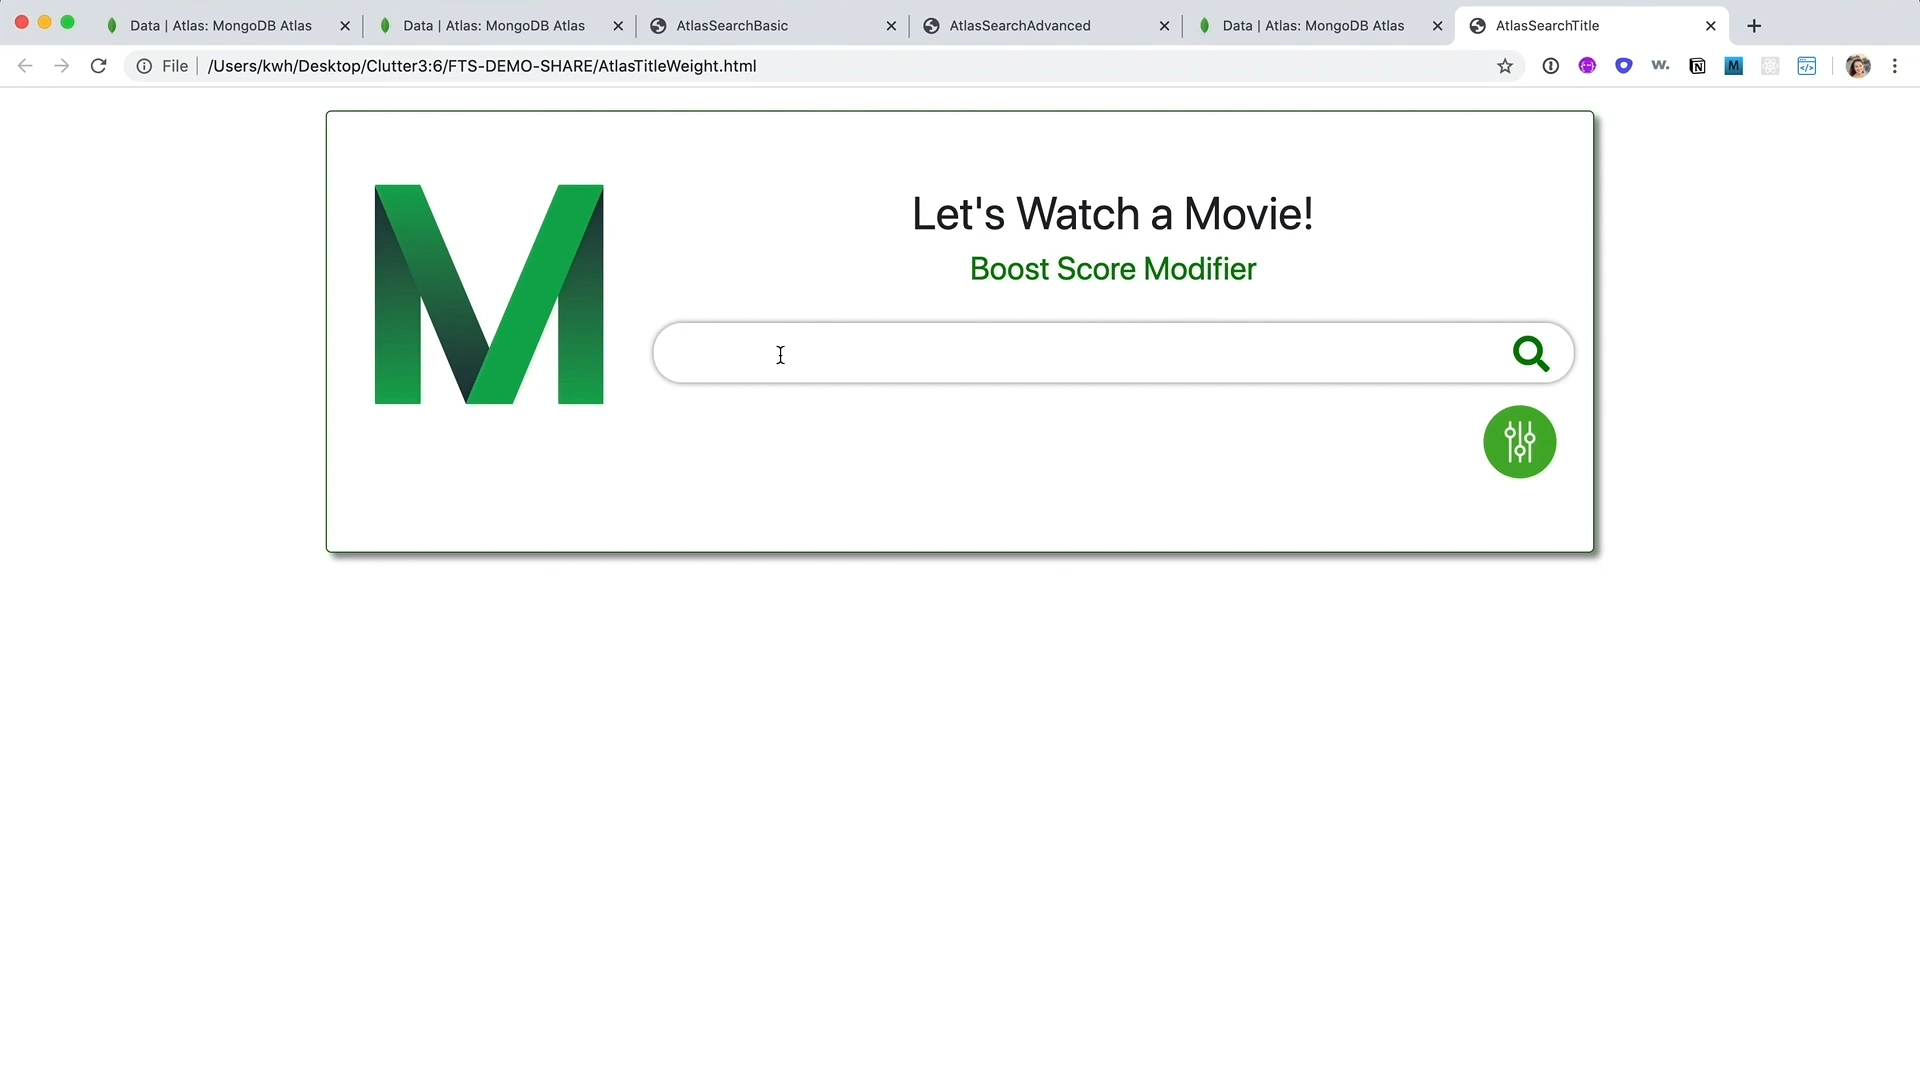 Data | Atlas: MongoDB Atlas
Data | Atlas: MongoDB Atlas
AtlasSearchBasic
AtlasSearchAdvanced
Data | Atlas: MongoDB Atlas
AtlasSearchTitle
File
/Users/kwh/Desktop/Clutter3:6/FTS-DEMO-SHARE/AtlasTitleWeight.html
w.
M
Let's Watch a Movie!
Boost Score Modifier